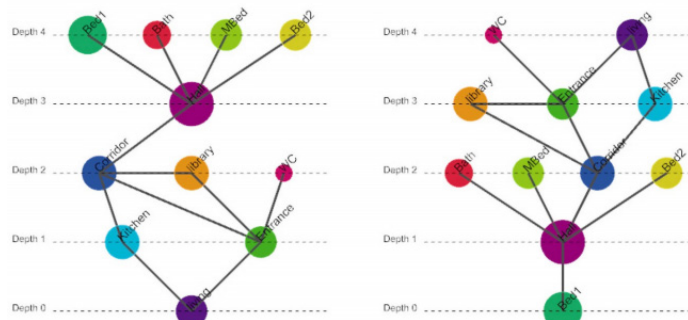 Depth 4
Bed1
Bath
MBed
Bed2
Depth 3
Hall
Depth 2
Corridor
library
WC
Depth 1
Kitchen
Entrance
Depth 0
living
Depth 4
WC
living
Depth 3
library
Entrance
Kitchen
Depth 2
Bath
MBed
Corridor
Bed2
Depth 1
Hall
Depth 0
Bed1